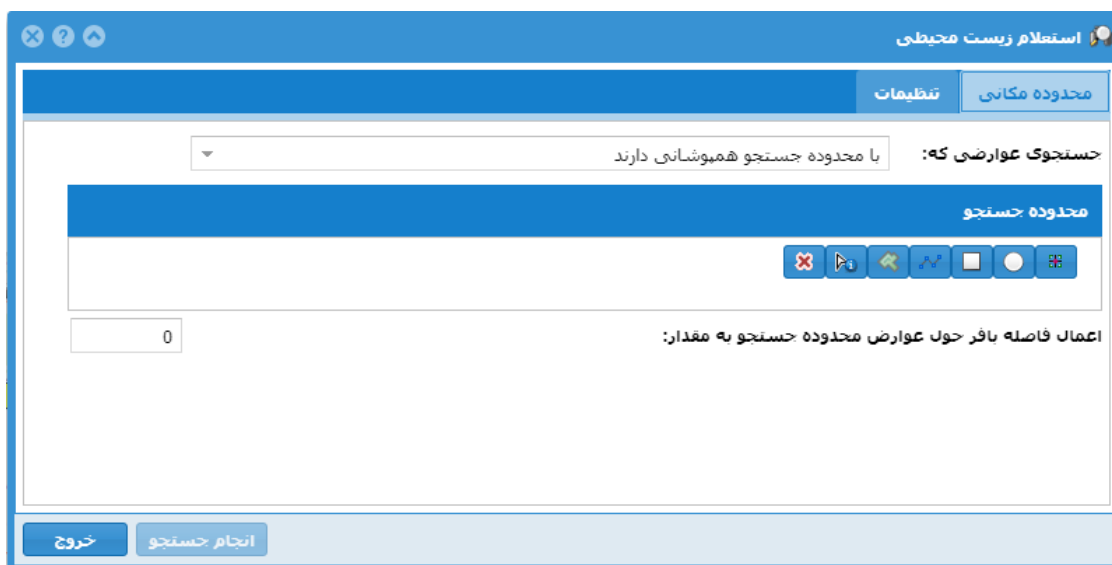 استعلام زیست محیطی
محدوده مکانی تنظیمات
جستجوی عوارضی که: با محدوده جستجو همپوشانی دارند
محدوده جستجو
اعمال فاصله بافر حول عوارض محدوده جستجو به مقدار: 0
انجام جستجو خروج